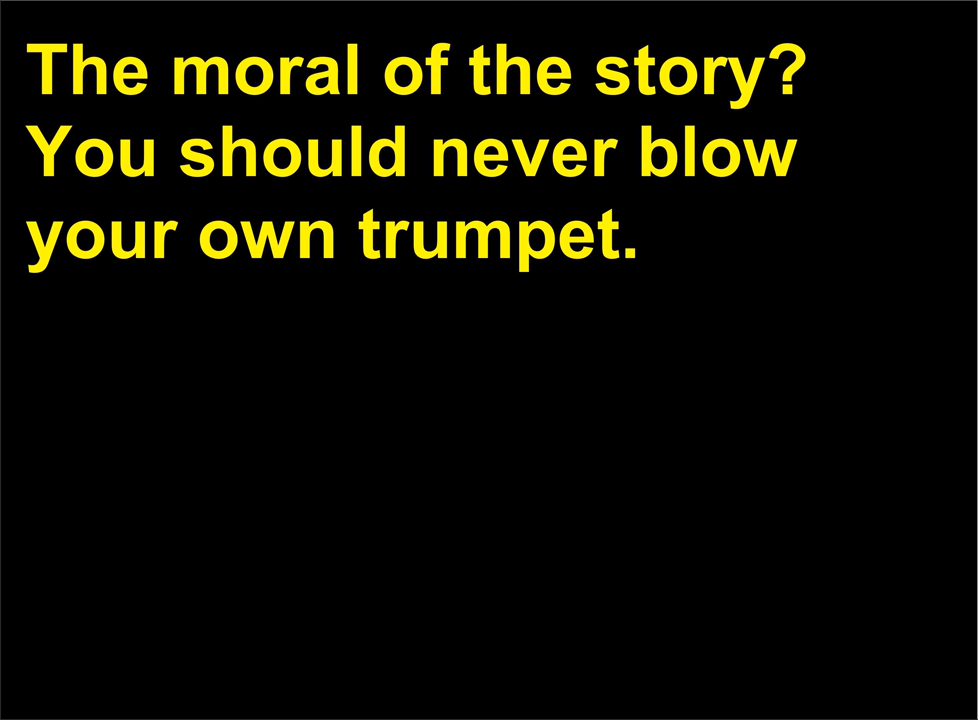 The moral of the story?
You should never blow
your own trumpet.